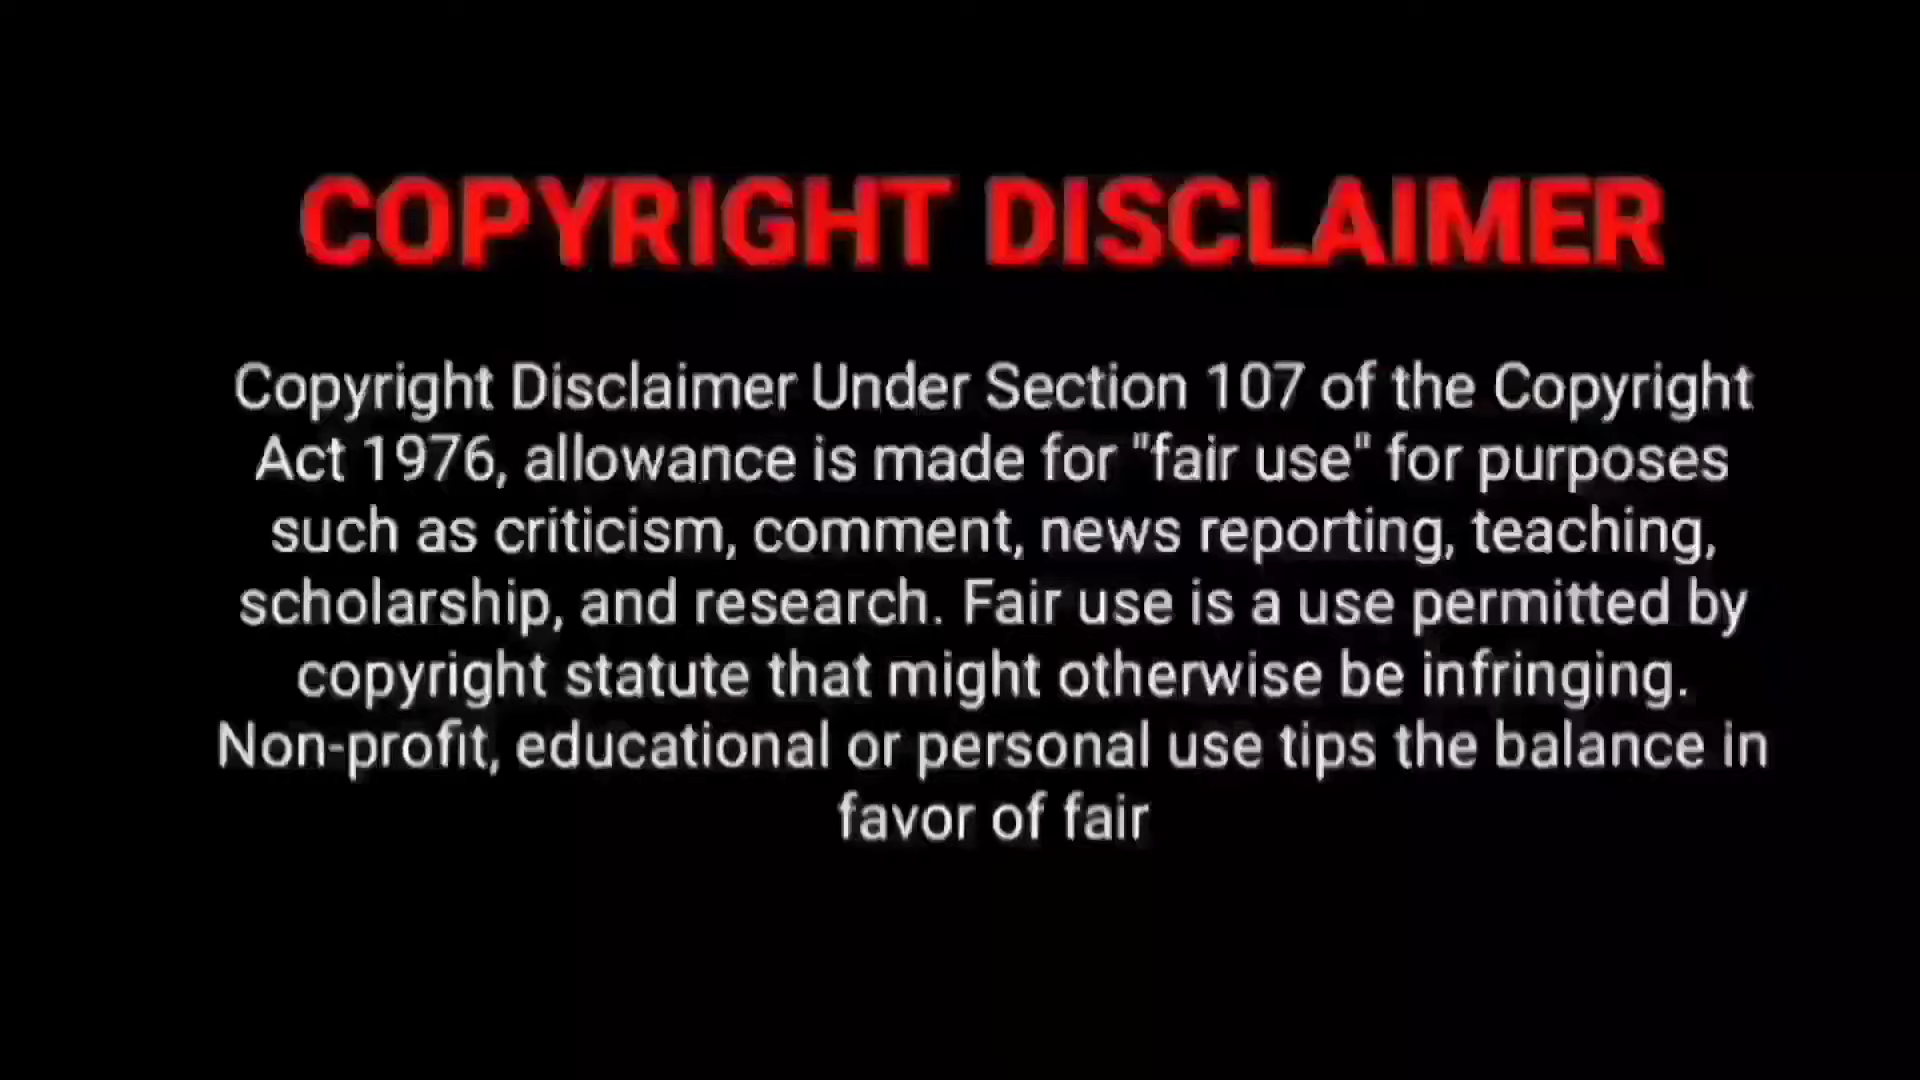 COPYRIGHT DISCLAIMER
Copyright Disclaimer Under Section 107 of the Copyright
Act 1976, allowance is made for "fair use" for purposes
such as criticism, comment, news reporting, teaching,
scholarship, and research. Fair use is a use permitted by
copyright statute that might otherwise be infringing.
Non-profit, educational or personal use tips the balance in
favor of fair